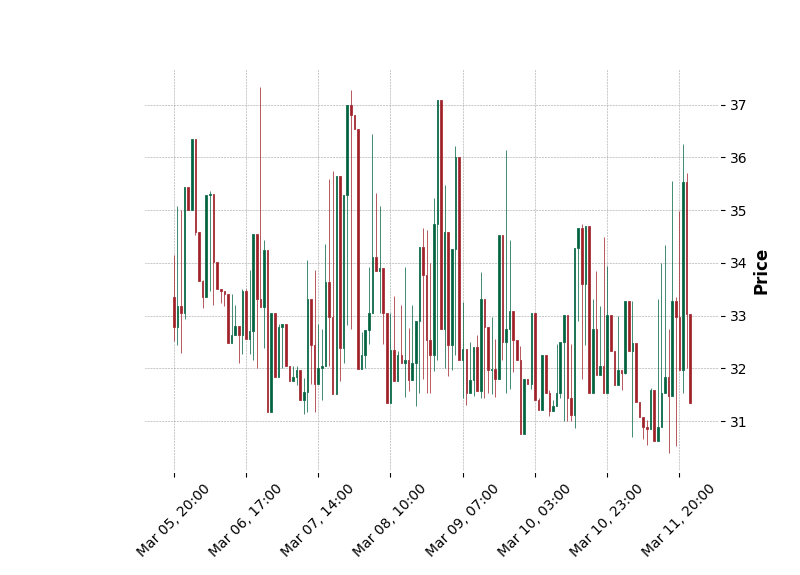 37
36
35
34
33
32
31
Price
Mar 05, 20:00
Mar 06, 17:00
Mar 07, 14:00
Mar 08, 10:00
Mar 09, 07:00
Mar 10, 03:00
Mar 10, 23:00
Mar 11, 20:00